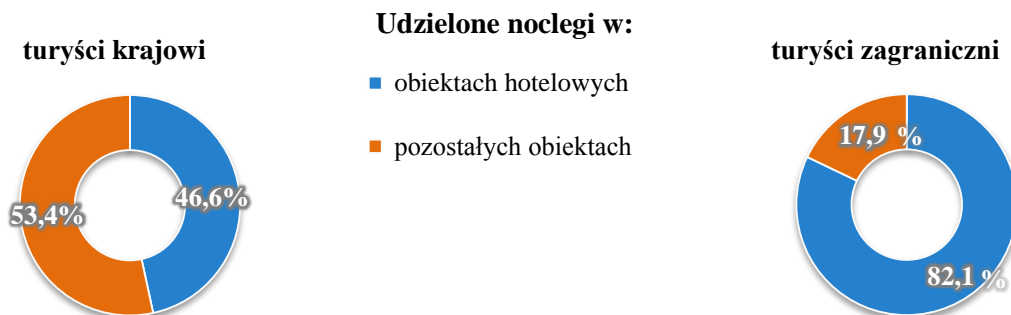 Udzielone noclegi w:
turyści krajowi
turyści zagraniczni
obiektach hotelowych
pozostałych obiektach
53,4%
46,6%
17,9 %
82,1 %